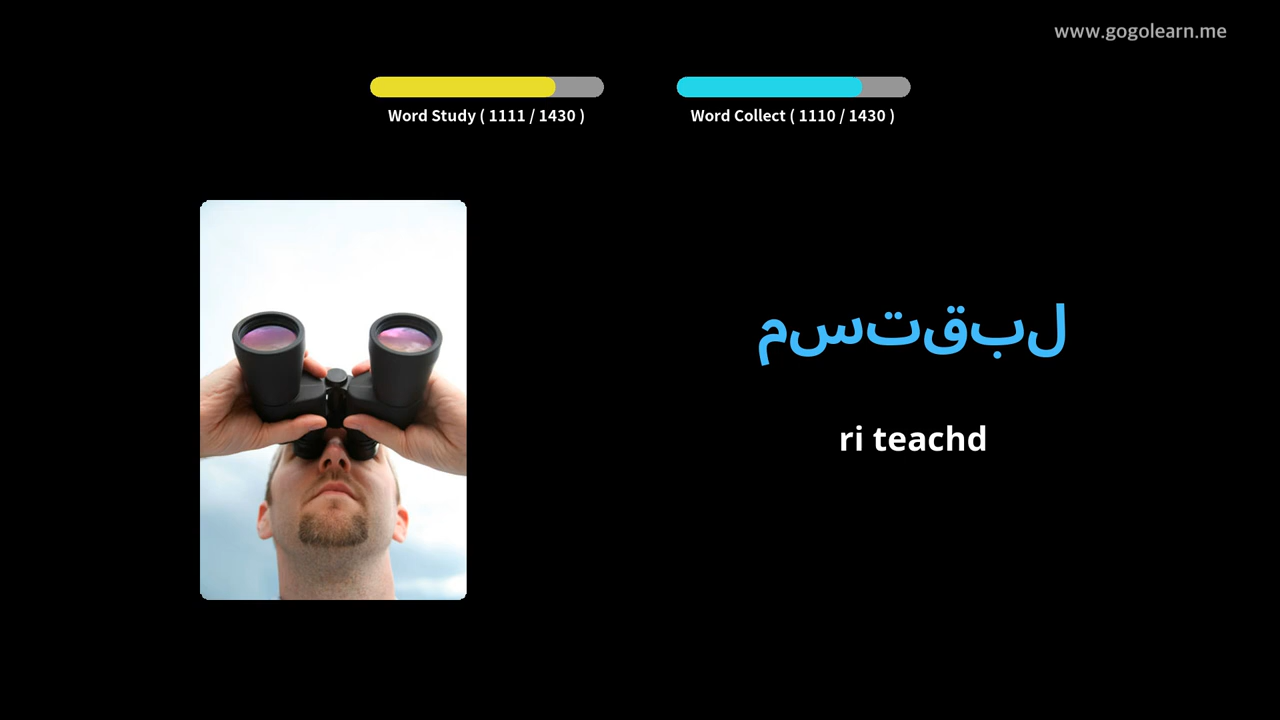 www.gogolearn.me
Word Study ( 1111 / 1430 )
Word Collect ( 1110 / 1430 )
مستقبل
ri teachd